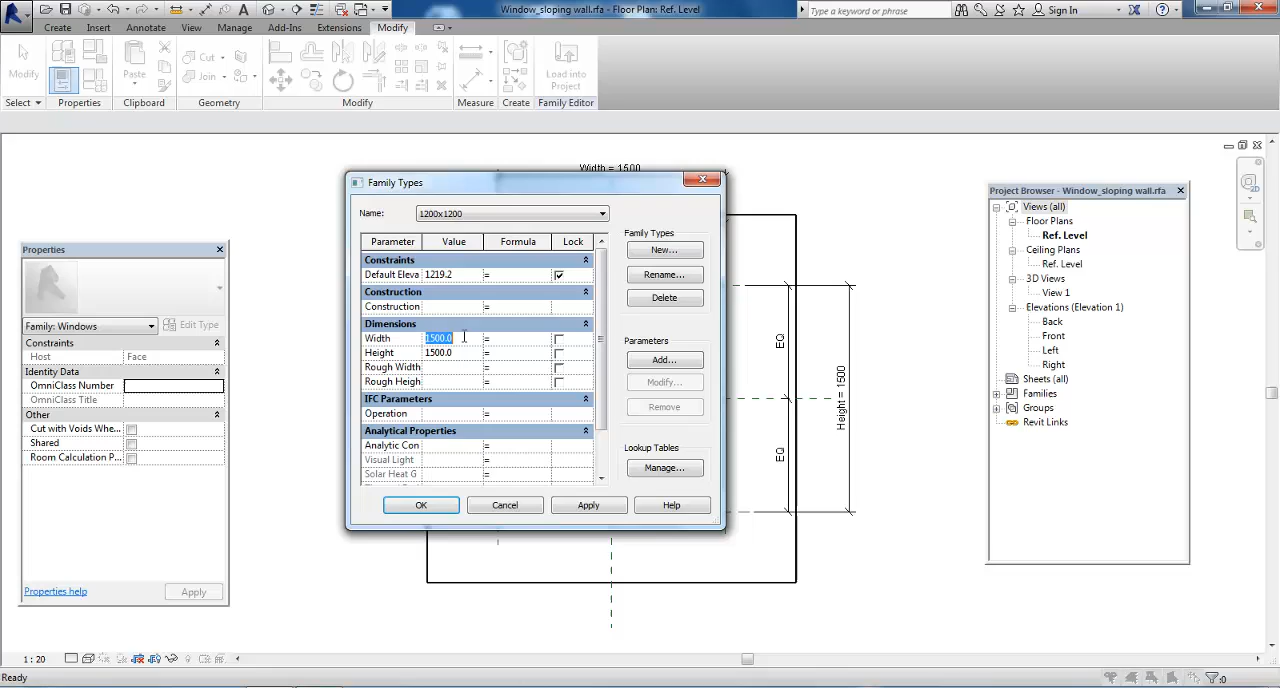 Window_sloping wall.rfa - Floor Plan: Ref. Level
Type a keyword or phrase
Sign In
Create Insert Annotate View Manage Add-Ins Extensions Modify
Modify
Paste
Cut
Join
Load into
Project
Select Properties Clipboard Geometry Modify Measure Create Family Editor
Width = 1500
Family Types
Name: 1200x1200
Parameter Value Formula Lock
Constraints
Default Eleva 1219.2 =
Construction
Construction =
Dimensions
Width 1500.0 =
Height 1500.0 =
Rough Width =
Rough Heigh =
IFC Parameters
Operation =
Analytical Properties
Analytic Con =
Visual Light =
Solar Heat G =
Family Types
New...
Rename...
Delete
Parameters
Add...
Modify...
Remove
Lookup Tables
Manage...
OK Cancel Apply Help
EQ
EQ
Height = 1500
Properties
Family: Windows
Edit Type
Constraints
Host Face
Identity Data
OmniClass Number
OmniClass Title
Other
Cut with Voids Whe...
Shared
Room Calculation P...
Properties help
Apply
Project Browser - Window_sloping wall.rfa
Views (all)
Floor Plans
Ref. Level
Ceiling Plans
Ref. Level
3D Views
View 1
Elevations (Elevation 1)
Back
Front
Left
Right
Sheets (all)
Families
Groups
Revit Links
1 : 20
Ready
:0